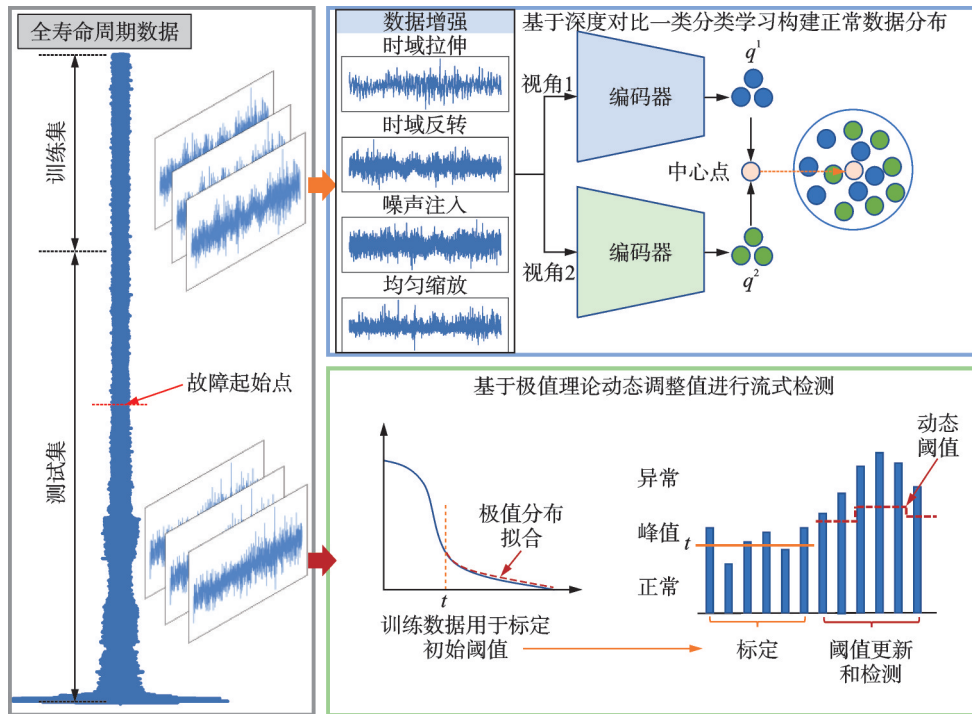 全寿命周期数据
训练集
故障起始点
测试集
数据增强
时域拉伸
时域反转
噪声注入
均匀缩放
基于深度对比一类分类学习构建正常数据分布
视角1
编码器
q¹
中心点
视角2
编码器
q²
基于极值理论动态调整值进行流式检测
极值分布
拟合
t
训练数据用于标定
初始阈值
动态
阈值
异常
峰值
t
正常
标定
阈值更新
和检测